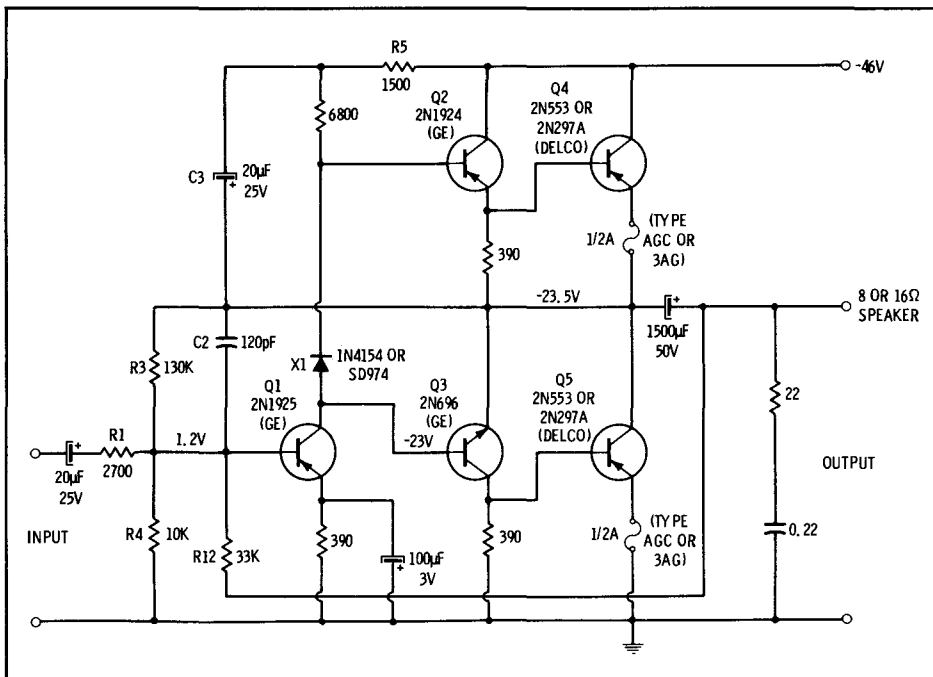 R5
1500
-46V
6800
Q2
2N1924
(GE)
Q4
2N553 OR
2N297A
(DELCO)
C3
20µF
25V
+
390
1/2A
(TYPE
AGC OR
3AG)
-23.5V
+
1500µF
50V
8 OR 16Ω
SPEAKER
R3
130K
C2
120pF
X1
1N4154 OR
SD974
Q1
2N1925
(GE)
Q3
2N696
(GE)
Q5
2N553 OR
2N297A
(DELCO)
22
+
R1
2700
20µF
25V
1.2V
-23V
OUTPUT
INPUT
R4
10K
R12
33K
390
100µF
3V
+
390
1/2A
(TYPE
AGC OR
3AG)
0.22